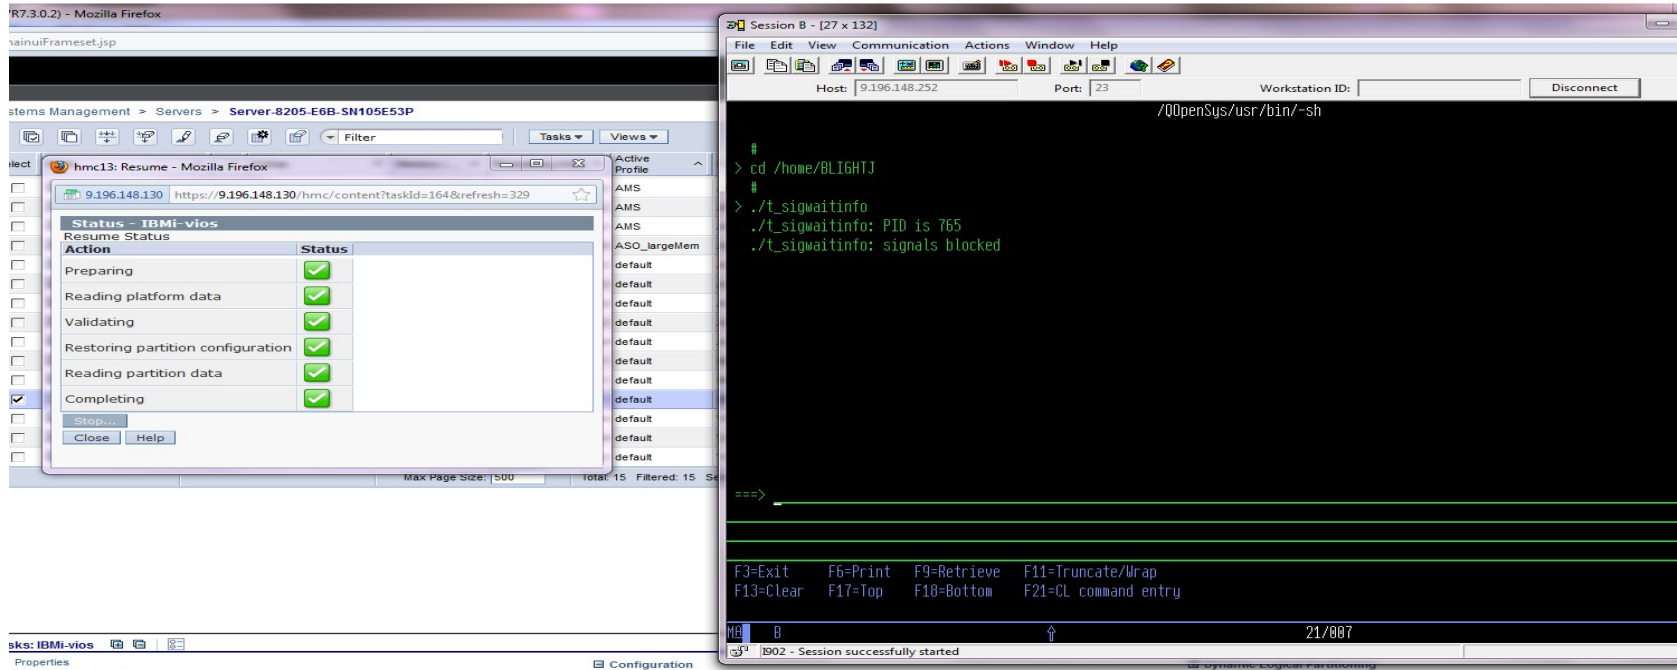 /R7.3.0.2) - Mozilla Firefox
nainuiFrameset.jsp
stems Management > Servers > Server-8205-E6B-SN105E53P
Filter
Tasks
Views
elect
Active Profile
AMS
AMS
AMS
ASO_largeMem
default
default
default
default
default
default
default
default
default
default
default
Max Page Size: 500
Total: 15 Filtered: 15 Se
hmc13: Resume - Mozilla Firefox
9.196.148.130 https://9.196.148.130/hmc/content?taskId=164&refresh=329
Status - IBMi-vios
Resume Status
Action Status
Preparing
Reading platform data
Validating
Restoring partition configuration
Reading partition data
Completing
Stop...
Close Help
sks: IBMi-vios
Properties
Configuration
Dynamic Logical Partitioning
Session B - [27 x 132]
File Edit View Communication Actions Window Help
Host: 9.196.148.252 Port: 23 Workstation ID: Disconnect
/QOpenSys/usr/bin/-sh
#
> cd /home/BLIGHTJ
#
> ./t_sigwaitinfo
./t_sigwaitinfo: PID is 765
./t_sigwaitinfo: signals blocked
===> _
F3=Exit F6=Print F9=Retrieve F11=Truncate/Wrap
F13=Clear F17=Top F18=Bottom F21=CL command entry
MA B 21/007
I902 - Session successfully started